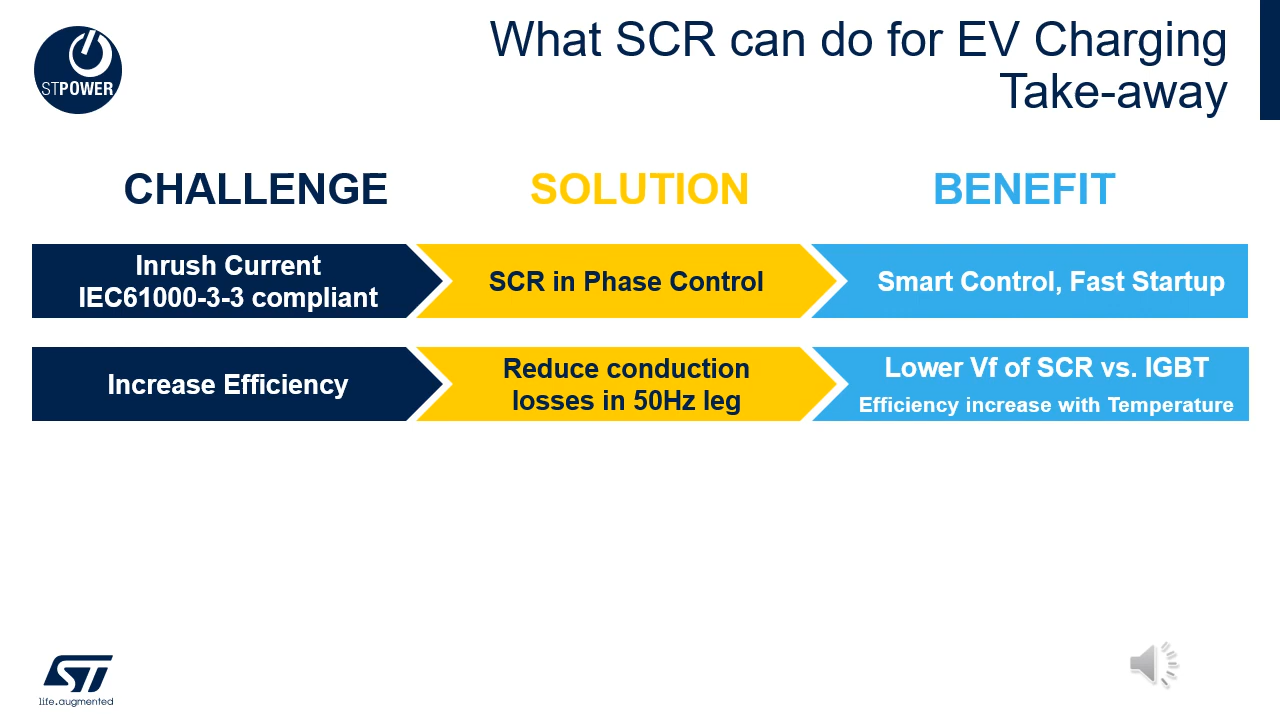 What SCR can do for EV Charging
Take-away
STPOWER
CHALLENGE
SOLUTION
BENEFIT
Inrush Current
IEC61000-3-3 compliant
SCR in Phase Control
Smart Control, Fast Startup
Increase Efficiency
Reduce conduction
losses in 50Hz leg
Lower Vf of SCR vs. IGBT
Efficiency increase with Temperature
ST
life.augmented